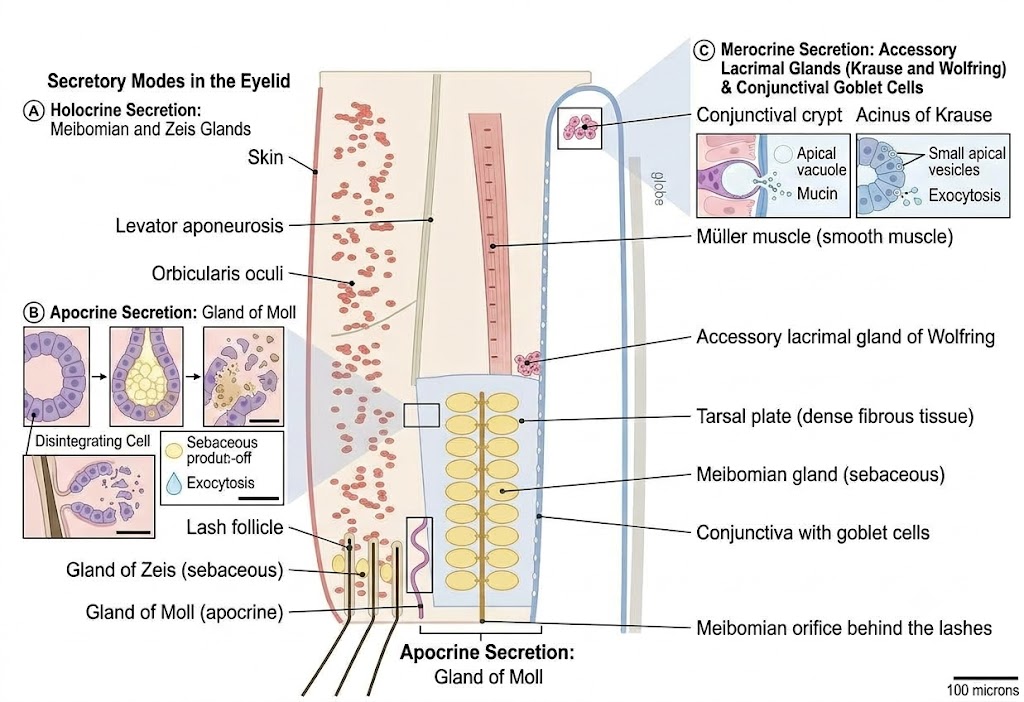 Secretory Modes in the Eyelid
A Holocrine Secretion:
Meibomian and Zeis Glands
Skin
Levator aponeurosis
Orbicularis oculi
B Apocrine Secretion: Gland of Moll
Disintegrating Cell
Sebaceous
produt:-off
Exocytosis
Lash follicle
Gland of Zeis (sebaceous)
Gland of Moll (apocrine)
Apocrine Secretion:
Gland of Moll
globe
C Merocrine Secretion: Accessory
Lacrimal Glands (Krause and Wolfring)
& Conjunctival Goblet Cells
Conjunctival crypt
Apical
vacuole
Mucin
Acinus of Krause
Small apical
vesicles
Exocytosis
Müller muscle (smooth muscle)
Accessory lacrimal gland of Wolfring
Tarsal plate (dense fibrous tissue)
Meibomian gland (sebaceous)
Conjunctiva with goblet cells
Meibomian orifice behind the lashes
100 microns